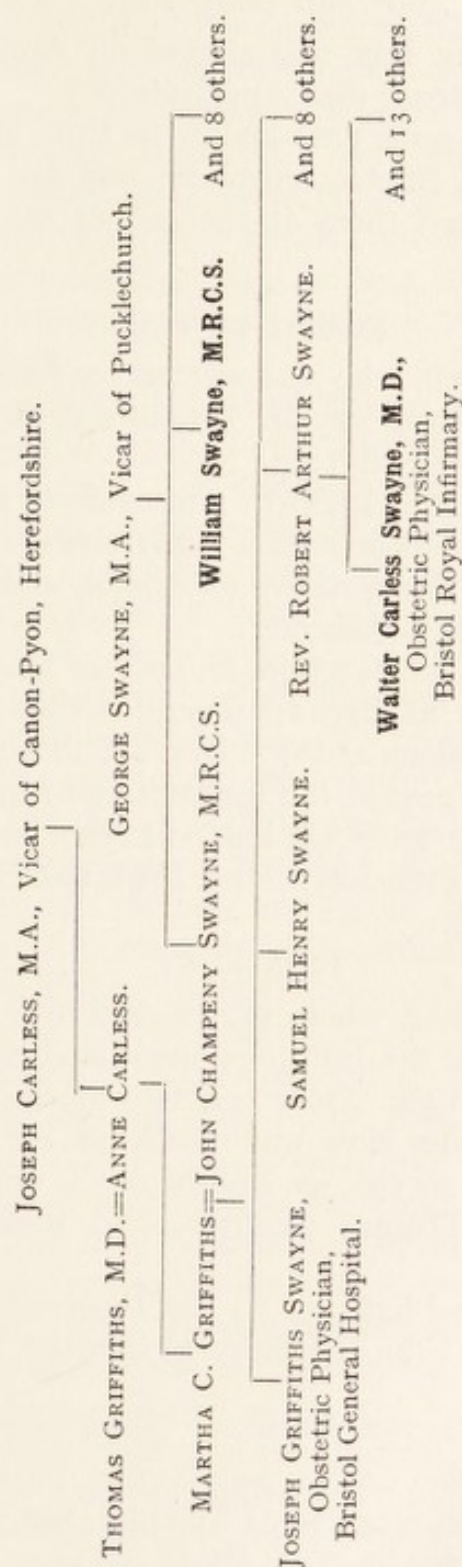 JOSEPH CARLESS, M.A., Vicar of Canon-Pyon, Herefordshire.
THOMAS GRIFFITHS, M.D.=ANNE CARLESS. GEORGE SWAYNE, M.A., Vicar of Pucklechurch.
MARTHA C. GRIFFITHS=JOHN CHAMPENY SWAYNE, M.R.C.S. William Swayne, M.R.C.S. And 8 others.
JOSEPH GRIFFITHS SWAYNE, SAMUEL HENRY SWAYNE. REV. ROBERT ARTHUR SWAYNE. And 8 others.
Obstetric Physician,
Bristol General Hospital.
Walter Carless Swayne, M.D., And 13 others.
Obstetric Physician,
Bristol Royal Infirmary.